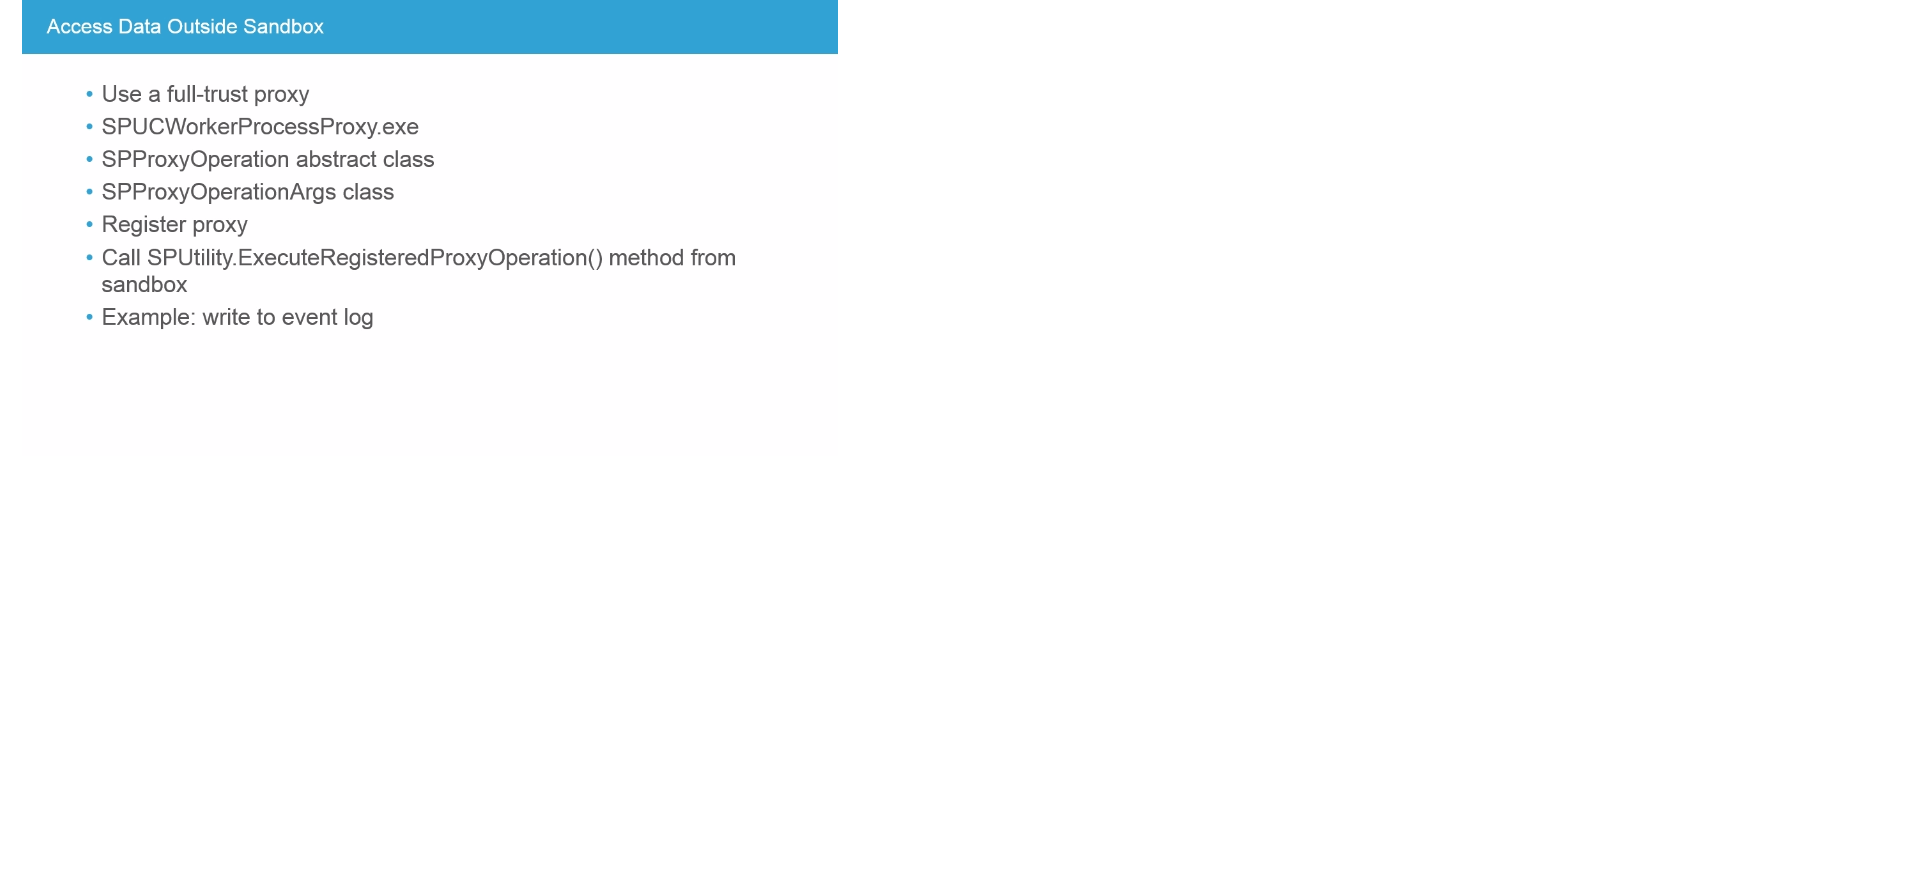 Access Data Outside Sandbox
• Use a full-trust proxy
• SPUCWorkerProcessProxy.exe
• SPProxyOperation abstract class
• SPProxyOperationArgs class
• Register proxy
• Call SPUtility.ExecuteRegisteredProxyOperation() method from
sandbox
• Example: write to event log